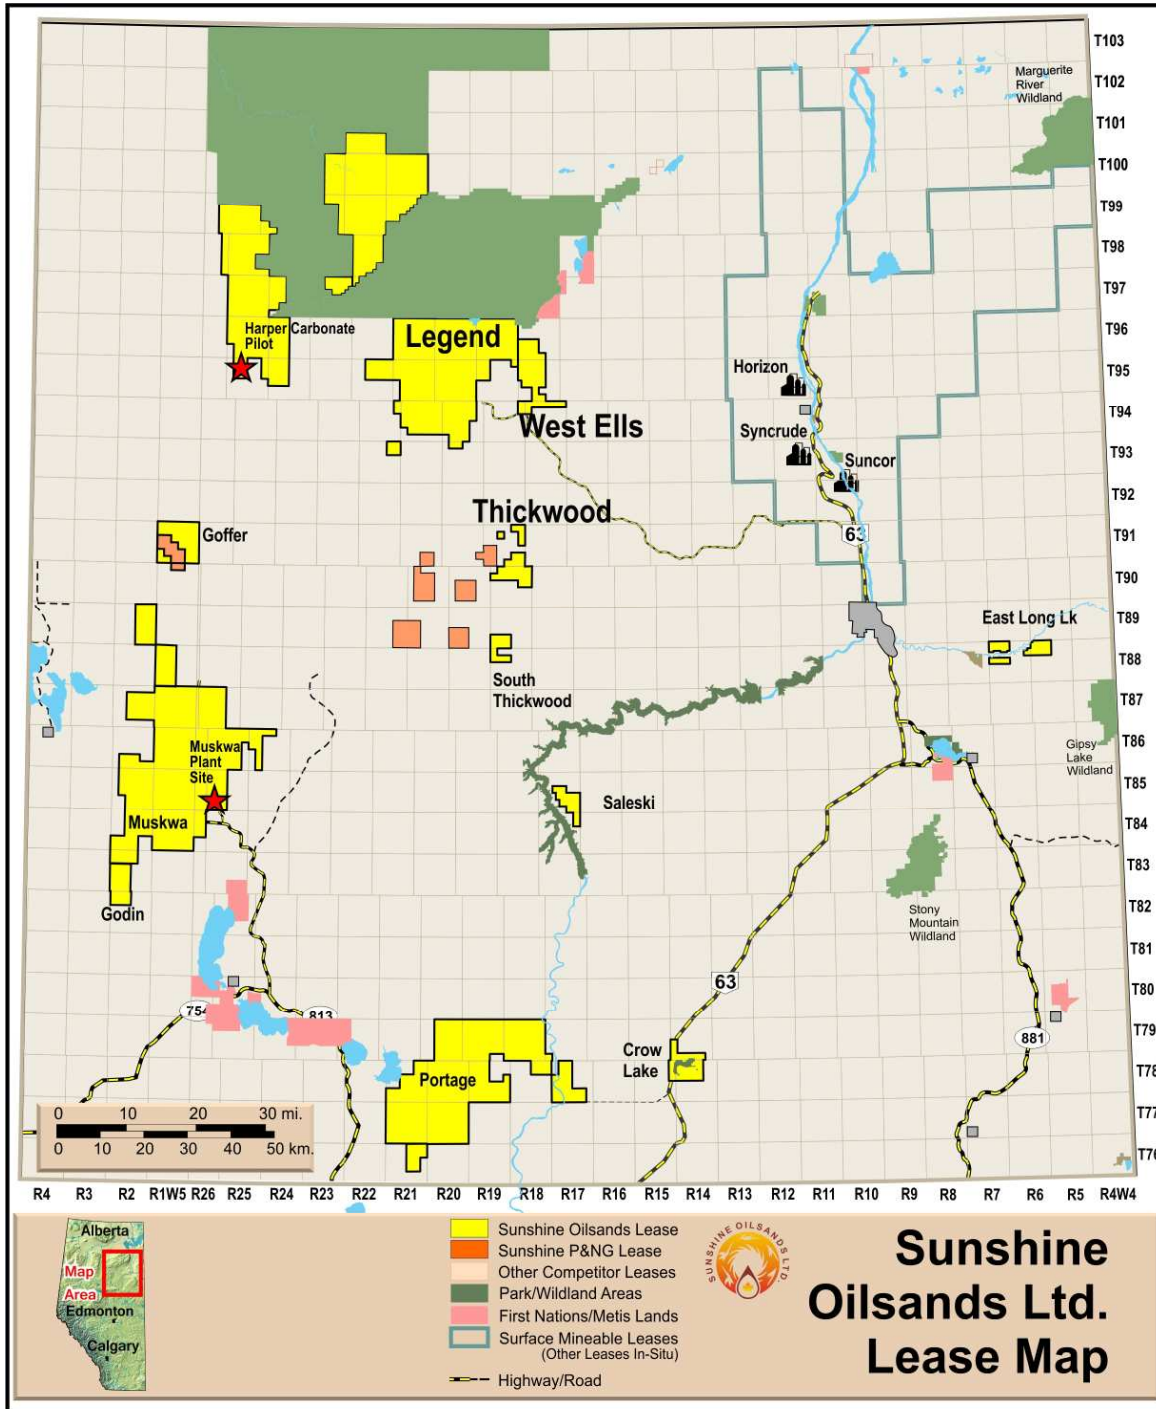 T103
T102
Marguerite
River
Wildland
T101
T100
T99
T98
T97
T96
Harper Carbonate
Pilot
Legend
T95
Horizon
T94
West Ells
Syncrude
T93
Suncor
T92
Thickwood
Goffer
63
T91
T90
East Long Lk
T89
T88
South
Thickwood
T87
Muskwa
Plant
Site
T86
Gipsy
Lake
Wildland
T85
Saleski
Muskwa
T84
T83
Godin
Stony
Mountain
Wildland
T82
T81
63
T80
754
813
T79
881
Crow
Lake
Portage
T78
T77
T76
0 10 20 30 mi.
0 10 20 30 40 50 km.
R4 R3 R2 R1W5 R26 R25 R24 R23 R22 R21 R20 R19 R18 R17 R16 R15 R14 R13 R12 R11 R10 R9 R8 R7 R6 R5 R4W4
Alberta
Map
Area
Edmonton
Calgary
Sunshine Oilsands Lease
Sunshine P&NG Lease
Other Competitor Leases
Park/Wildland Areas
First Nations/Metis Lands
Surface Mineable Leases
(Other Leases In-Situ)
Highway/Road
SUNSHINE OILSANDS LTD.
Sunshine
Oilsands Ltd.
Lease Map